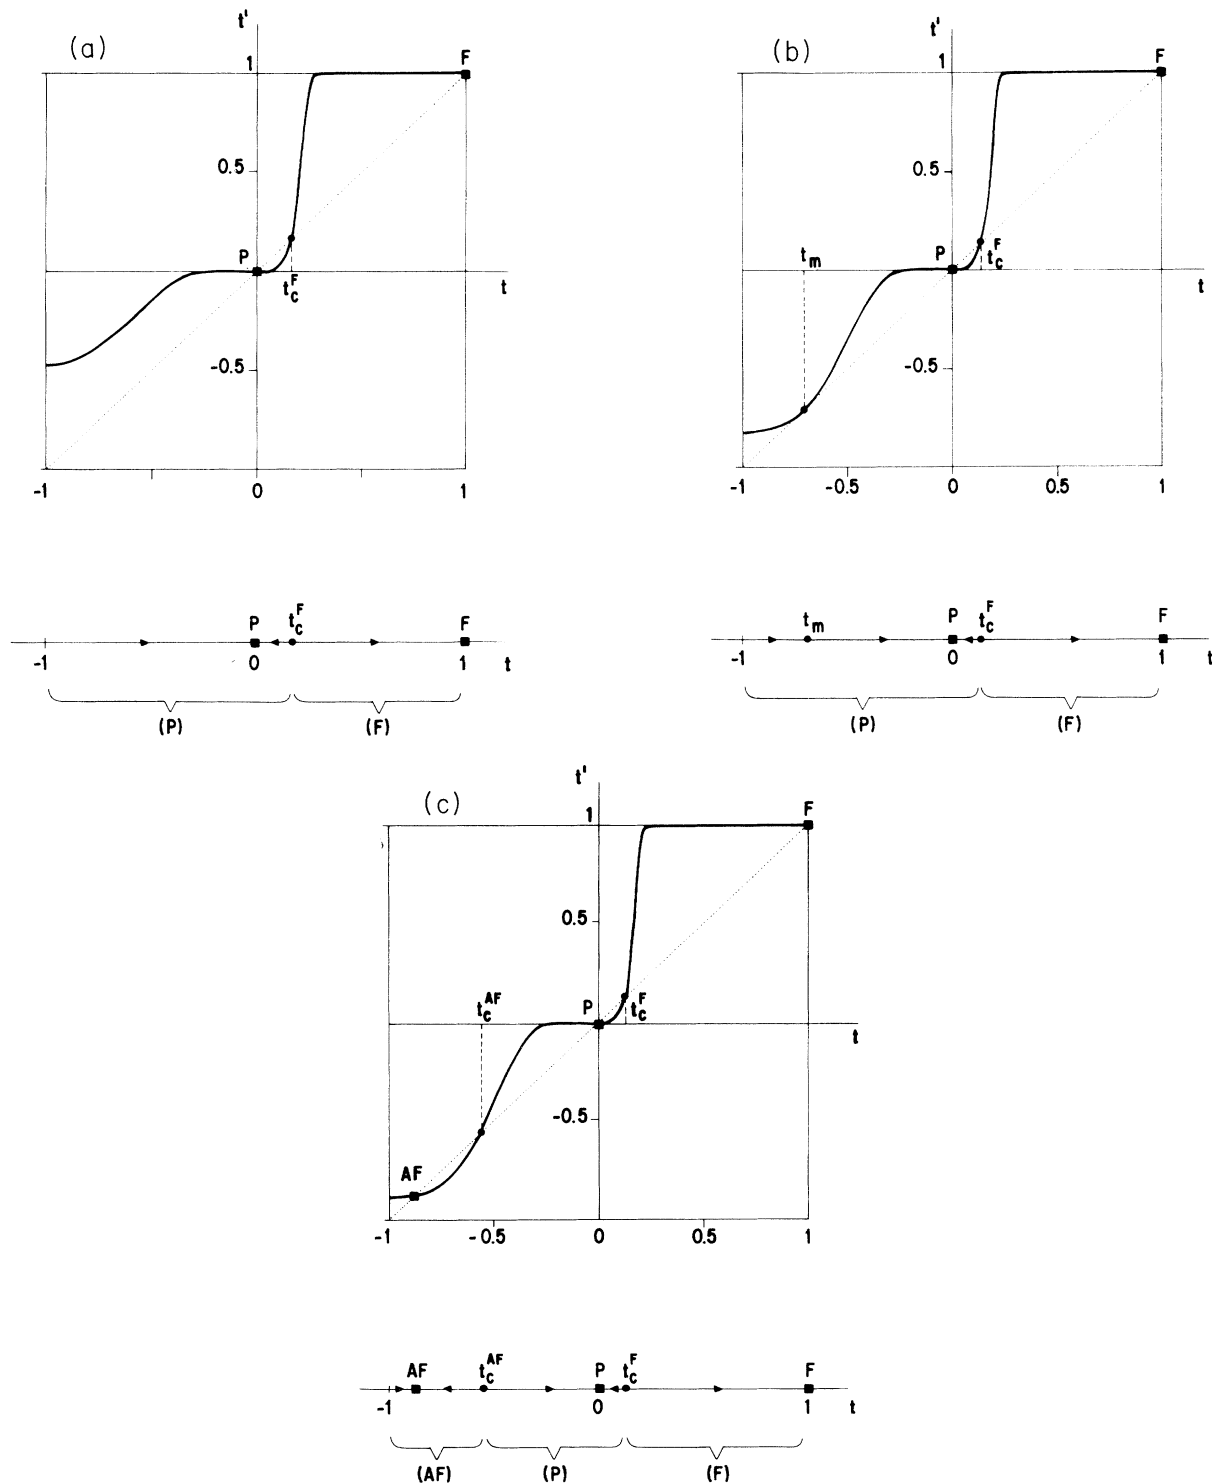 (a)
t'
1
F
0.5
P
t_c^F
t
-0.5
-1
0
1
P
t_c^F
F
-1
0
1
t
(P)
(F)
(b)
t'
1
F
0.5
t_m
P
t_c^F
t
-0.5
-1
-0.5
0
0.5
1
t_m
P
t_c^F
F
-1
0
1
t
(P)
(F)
(c)
t'
1
F
0.5
t_c^AF
P
t_c^F
t
-0.5
AF
-1
-0.5
0
0.5
1
AF
t_c^AF
P
t_c^F
F
-1
0
1
t
(AF)
(P)
(F)